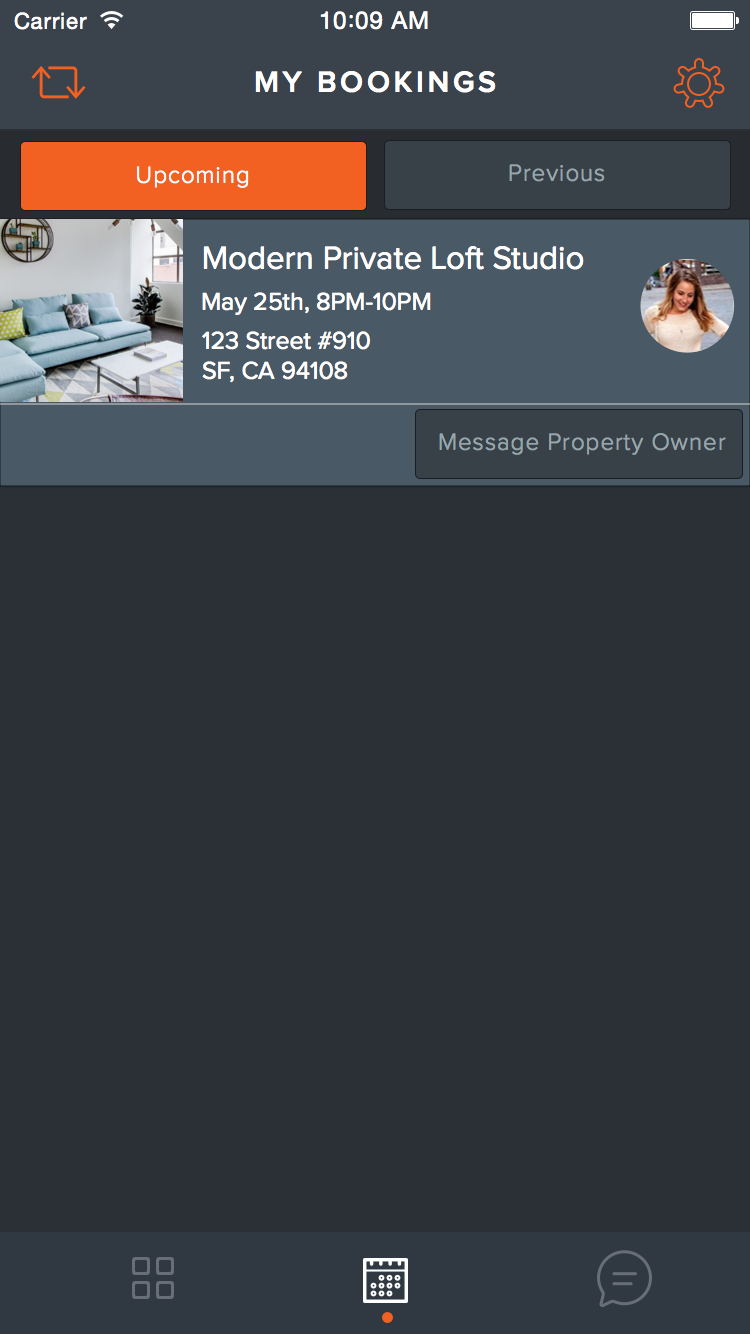 Carrier 10:09 AM
MY BOOKINGS
Upcoming Previous
Modern Private Loft Studio
May 25th, 8PM-10PM
123 Street #910
SF, CA 94108
Message Property Owner